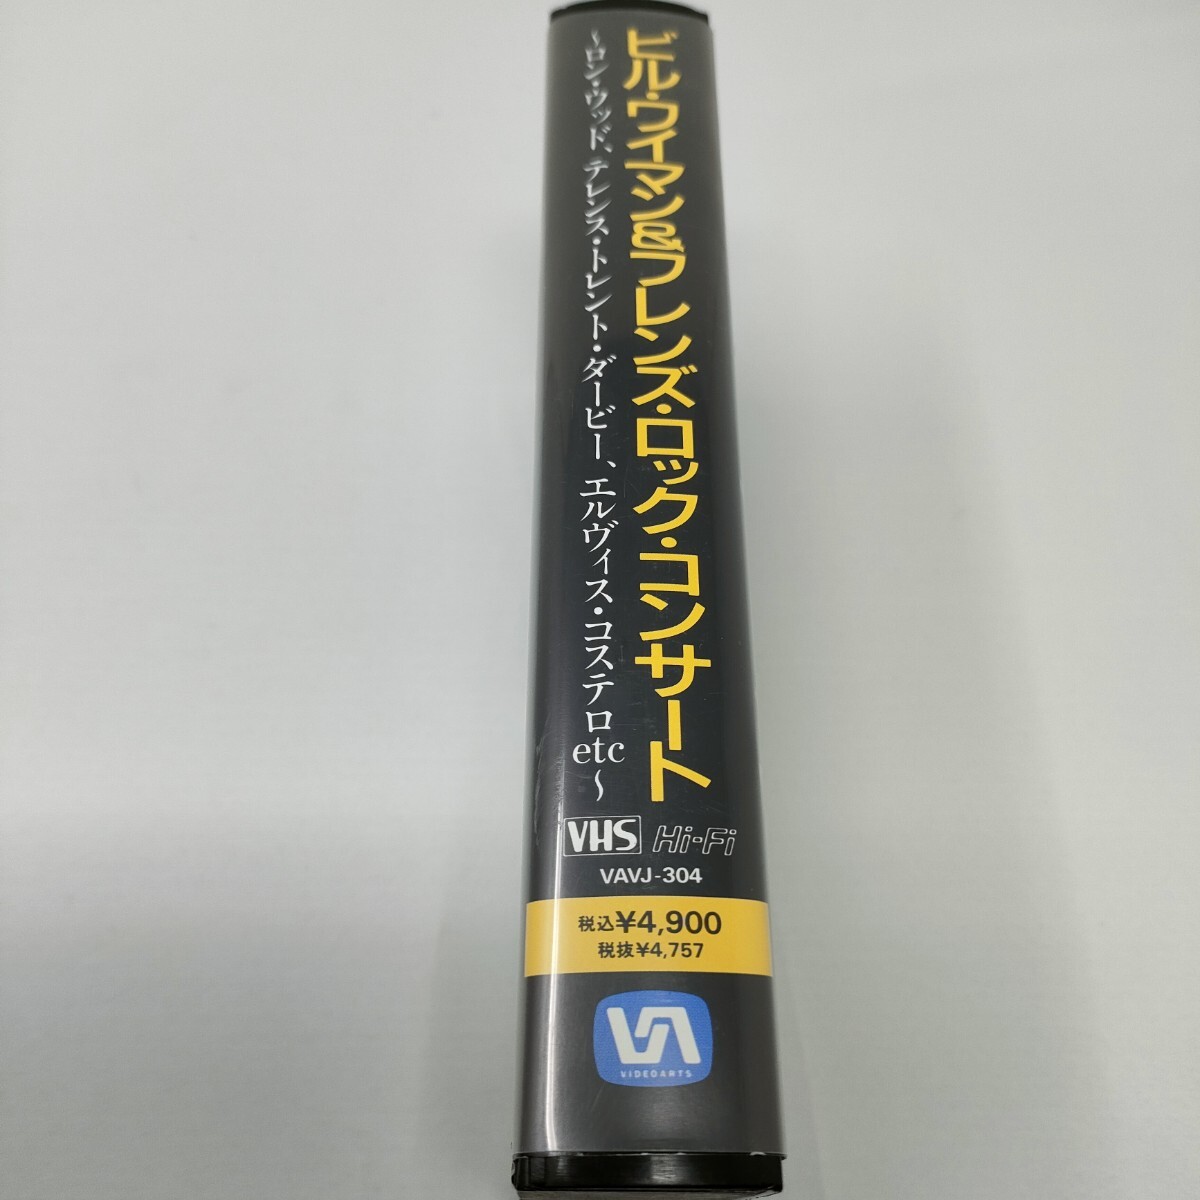 ビル・ワイマン&フレンズ・ロック・コンサート
～ロン・ウッド、テレンス・トレント・ダービー、エルヴィス・コステロetc～
VHS Hi-Fi
VAVJ-304
税込¥4,900
税抜¥4,757
VA
VIDEOARTS